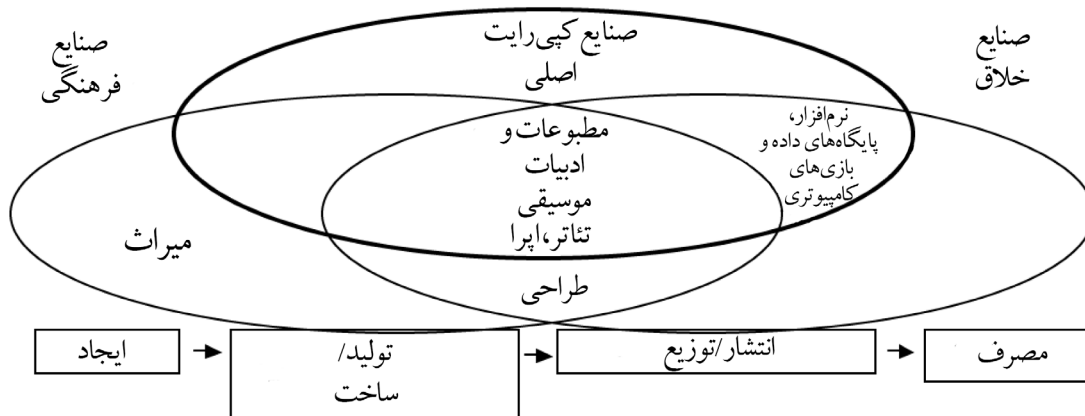 صنایع کپی‌رایت
اصلی
صنایع
خلاق
صنایع
فرهنگی
نرم‌افزار،
پایگاه‌های داده و
بازی‌های
کامپیوتری
مطبوعات و
ادبیات
موسیقی
تئاتر، اپرا
میراث
طراحی
ایجاد
تولید/
ساخت
انتشار/توزیع
مصرف